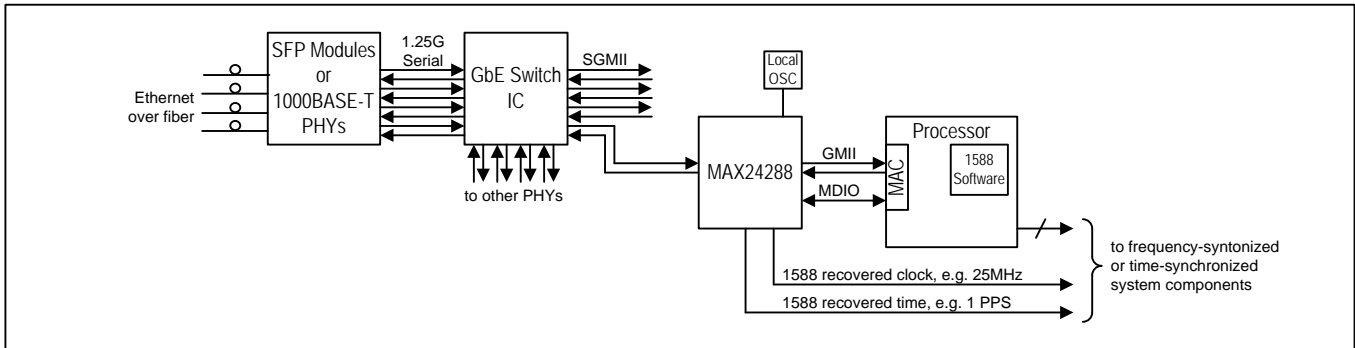 SFP Modules
or
1000BASE-T
PHYs
Ethernet
over fiber
1.25G
Serial
GbE Switch
IC
SGMII
to other PHYs
Local
OSC
MAX24288
GMII
MDIO
Processor
MAC
1588
Software
1588 recovered clock, e.g. 25MHz
1588 recovered time, e.g. 1 PPS
to frequency-syntonized
or time-synchronized
system components